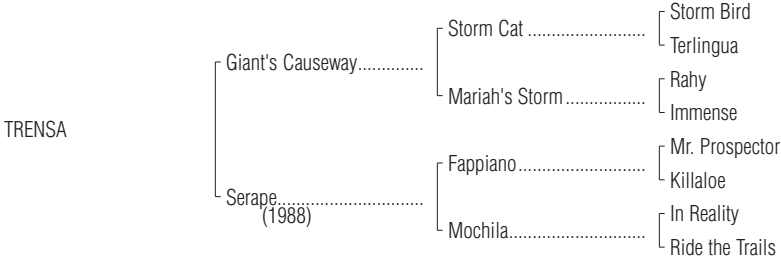 Storm Bird
Storm Cat ..........................
Terlingua
Giant's Causeway..............
Rahy
Mariah's Storm..................
Immense
TRENSA
Mr. Prospector
Fappiano............................
Killaloe
Serape................................
(1988)
In Reality
Mochila..............................
Ride the Trails